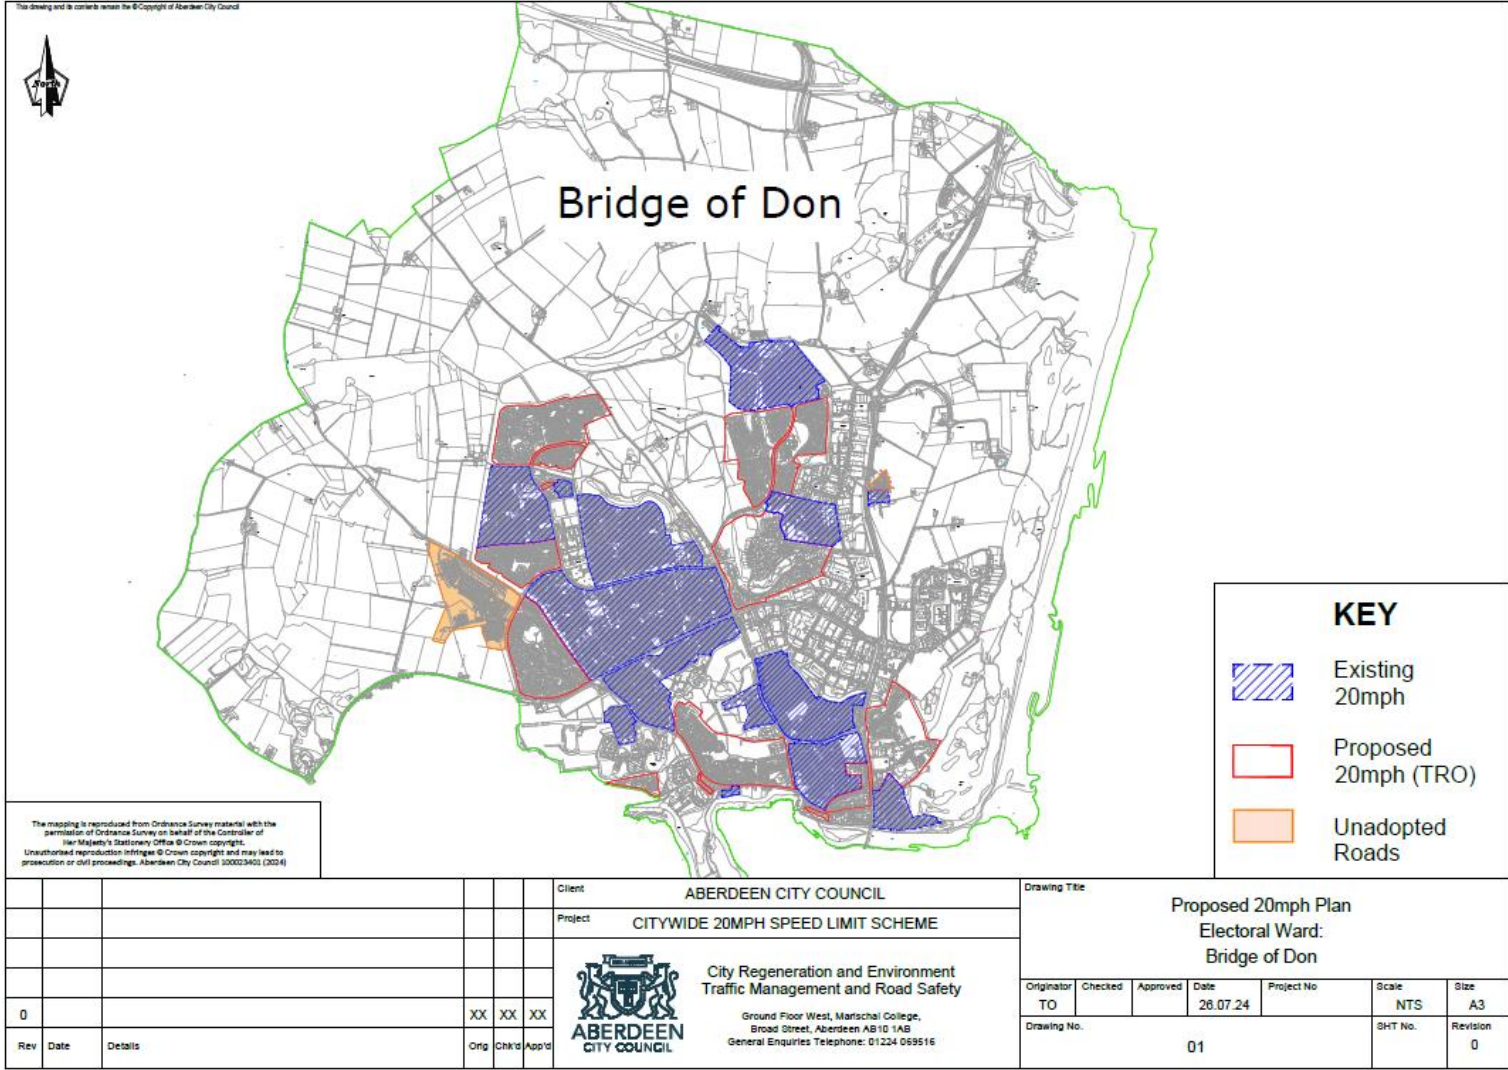 This drawing and its contents remain the © Copyright of Aberdeen City Council
North
Bridge of Don
KEY
Existing
20mph
Proposed
20mph (TRO)
Unadopted
Roads
The mapping is reproduced from Ordnance Survey material with the
permission of Ordnance Survey on behalf of the Controller of
Her Majesty's Stationery Office © Crown copyright.
Unauthorised reproduction infringes © Crown copyright and may lead to
prosecution or civil proceedings. Aberdeen City Council 100023401 (2024)
0 XX XX XX
Rev Date Details Orig Chk'd App'd
Client ABERDEEN CITY COUNCIL
Project CITYWIDE 20MPH SPEED LIMIT SCHEME
ABERDEEN
CITY COUNCIL
City Regeneration and Environment
Traffic Management and Road Safety
Ground Floor West, Marischal College,
Broad Street, Aberdeen AB10 1AB
General Enquiries Telephone: 01224 069516
Drawing Title
Proposed 20mph Plan
Electoral Ward:
Bridge of Don
Originator Checked Approved Date Project No Scale Size
TO 26.07.24 NTS A3
Drawing No. SHT No. Revision
01 0